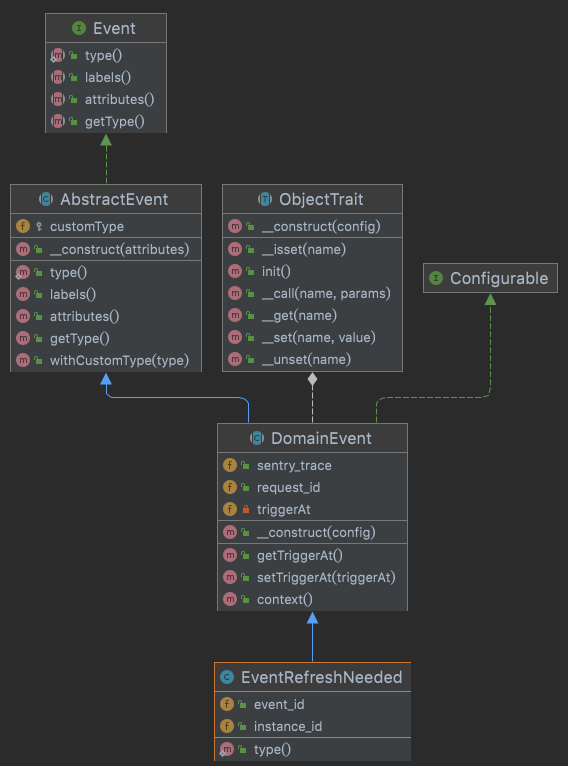 Event
type()
labels()
attributes()
getType()
AbstractEvent
customType
__construct(attributes)
type()
labels()
attributes()
getType()
withCustomType(type)
ObjectTrait
__construct(config)
__isset(name)
init()
__call(name, params)
__get(name)
__set(name, value)
__unset(name)
Configurable
DomainEvent
sentry_trace
request_id
triggerAt
__construct(config)
getTriggerAt()
setTriggerAt(triggerAt)
context()
EventRefreshNeeded
event_id
instance_id
type()